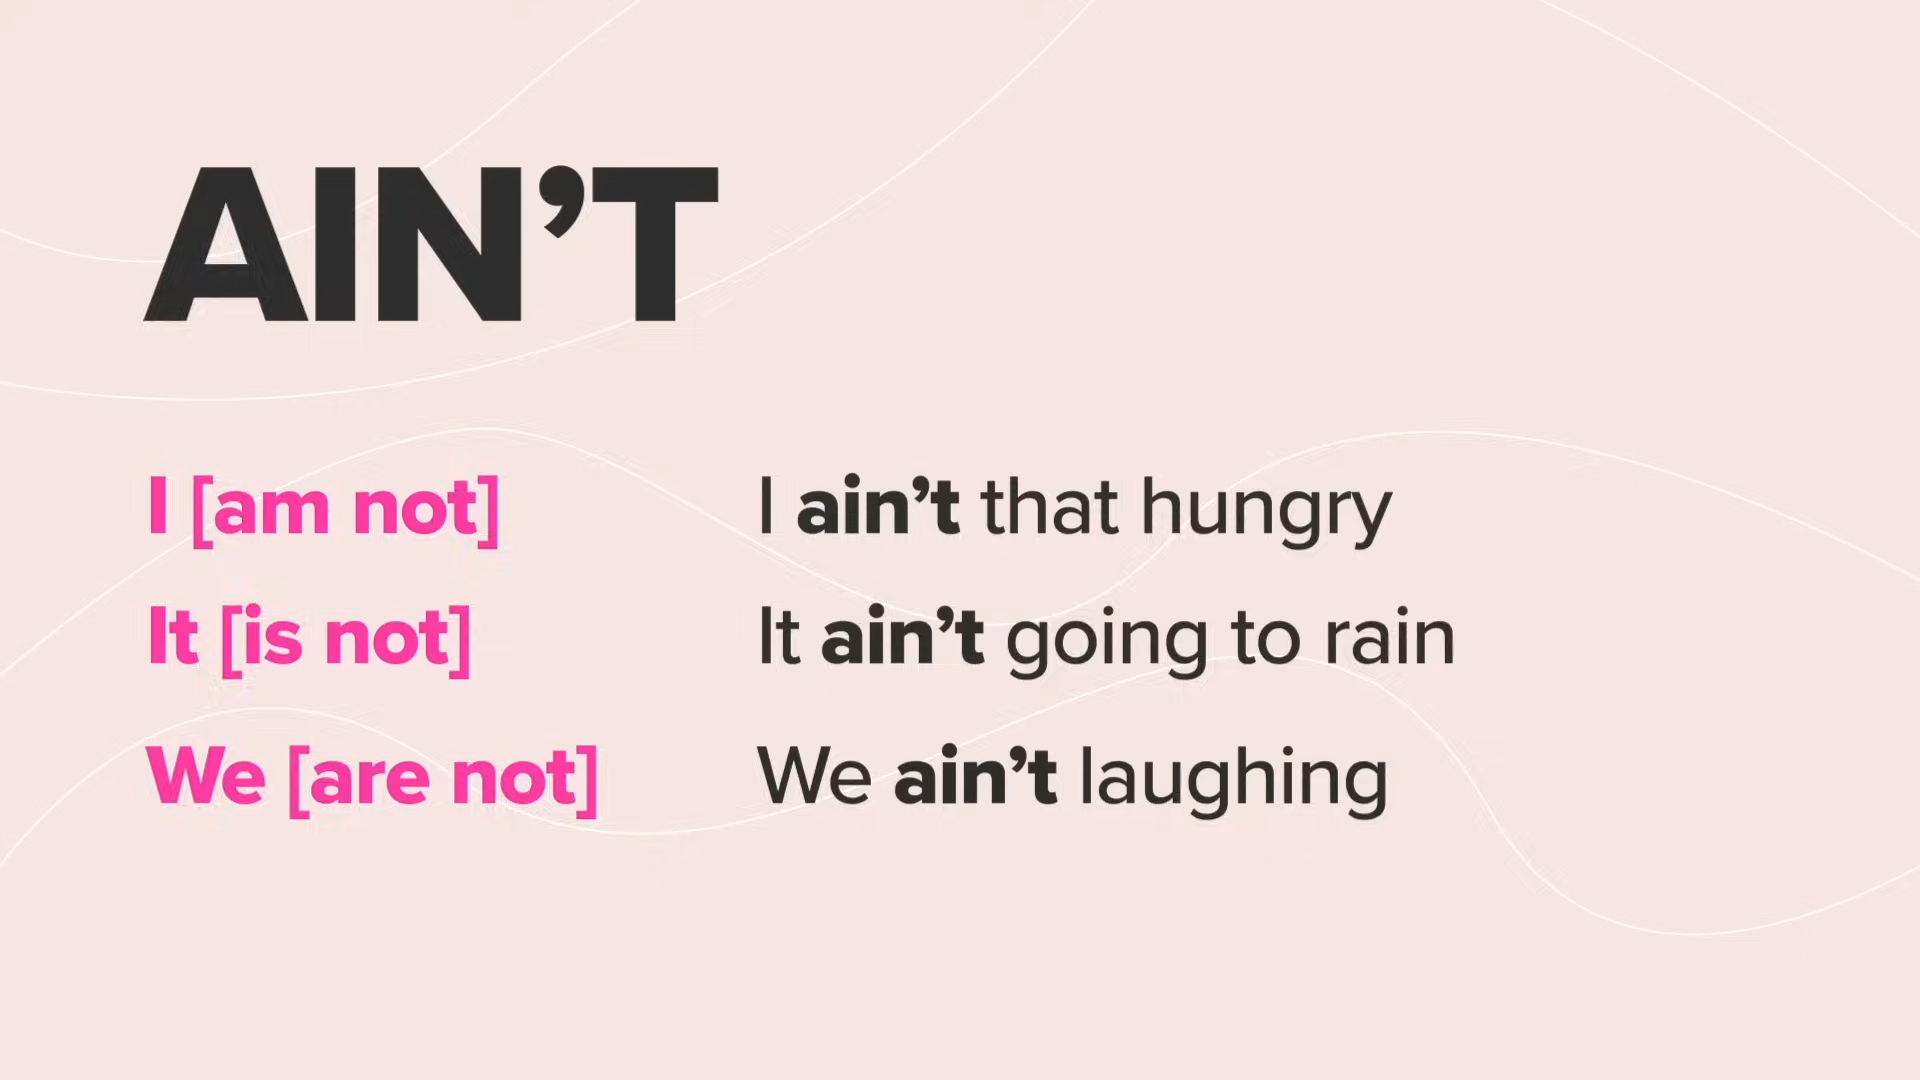 AIN’T
I [am not] I ain’t that hungry
It [is not] It ain’t going to rain
We [are not] We ain’t laughing